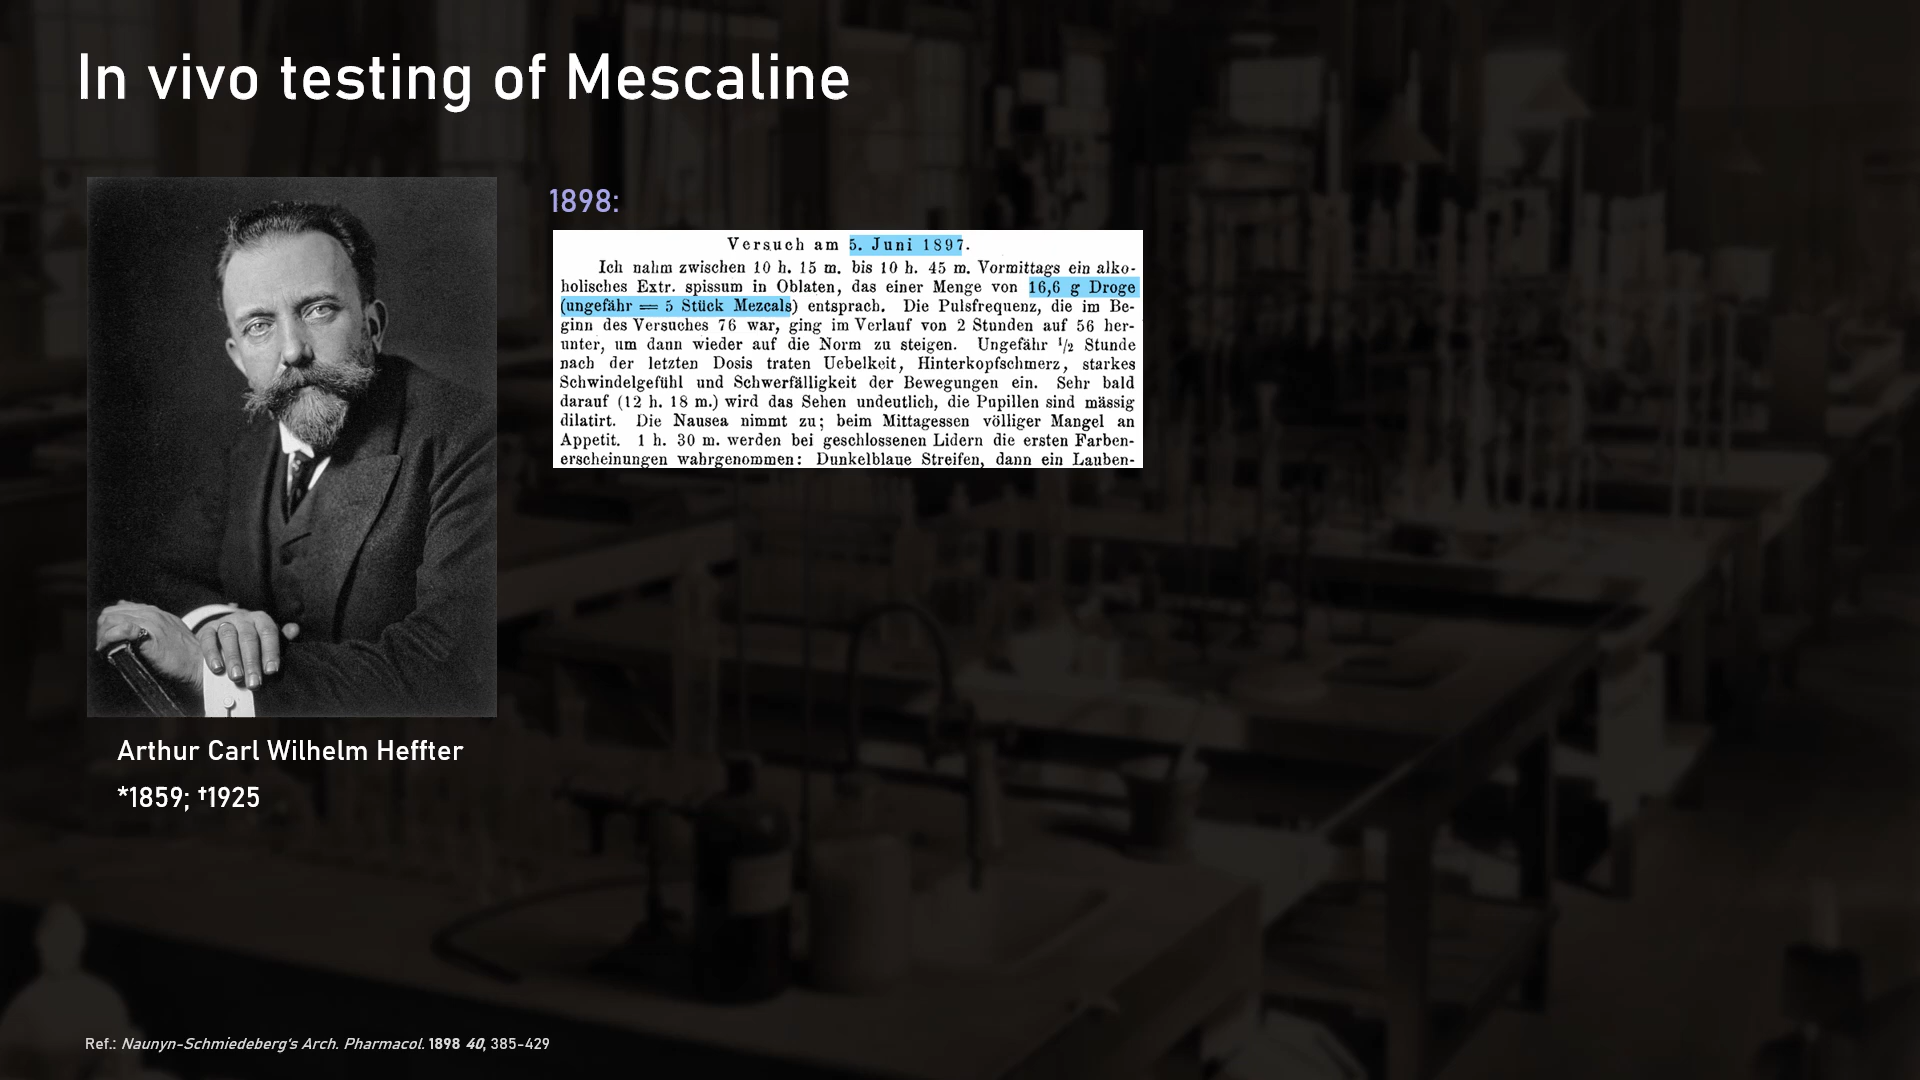 In vivo testing of Mescaline
1898:
Versuch am 5. Juni 1897.
Ich nahm zwischen 10 h. 15 m. bis 10 h. 45 m. Vormittags ein alko-
holisches Extr. spissum in Oblaten, das einer Menge von 16,6 g Droge
(ungefähr = 5 Stück Mezcals) entsprach. Die Pulsfrequenz, die im Be-
ginn des Versuches 76 war, ging im Verlauf von 2 Stunden auf 56 her-
unter, um dann wieder auf die Norm zu steigen. Ungefähr 1/2 Stunde
nach der letzten Dosis traten Uebelkeit, Hinterkopfschmerz, starkes
Schwindelgefühl und Schwerfälligkeit der Bewegungen ein. Sehr bald
darauf (12 h. 18 m.) wird das Sehen undeutlich, die Pupillen sind mässig
dilatirt. Die Nausea nimmt zu; beim Mittagessen völliger Mangel an
Appetit. 1 h. 30 m. werden bei geschlossenen Lidern die ersten Farben-
erscheinungen wahrgenommen: Dunkelblaue Streifen, dann ein Lauben-
Arthur Carl Wilhelm Heffter
*1859; †1925
Ref.: Naunyn-Schmiedeberg's Arch. Pharmacol. 1898 40, 385-429